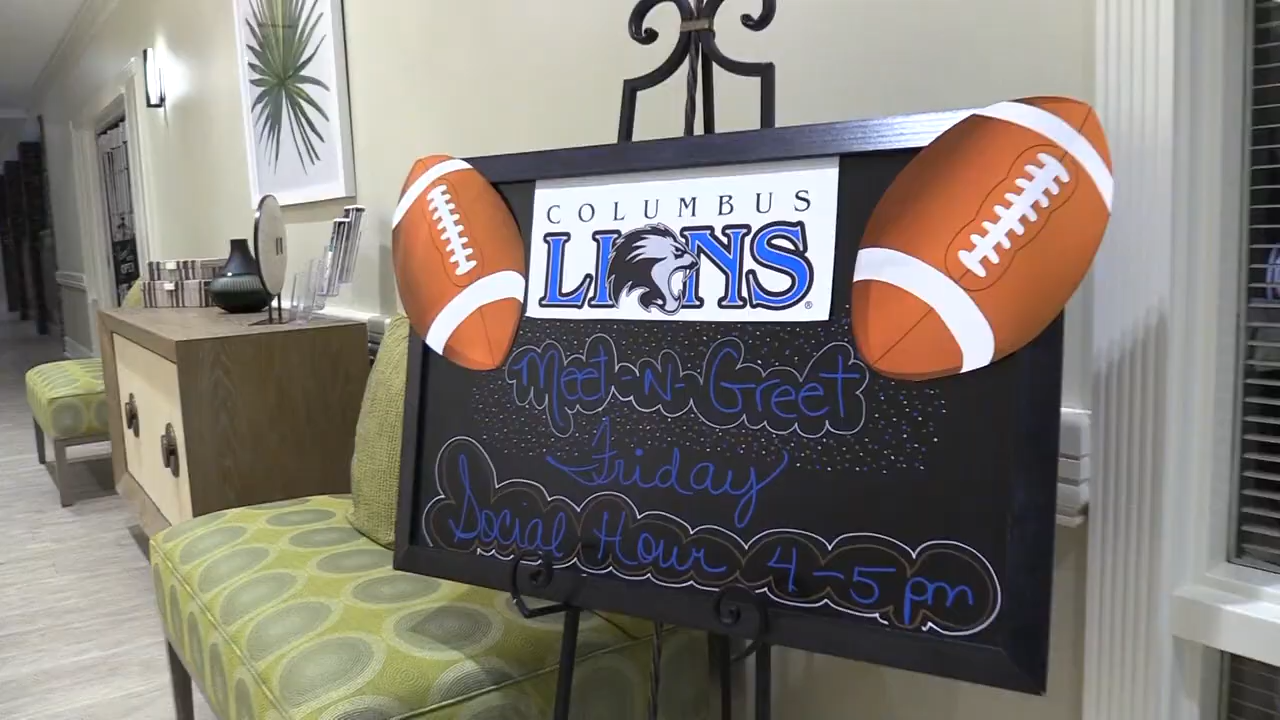 COLUMBUS
LIONS®
Meet-N-Greet
Friday
Social Hour 4-5 pm